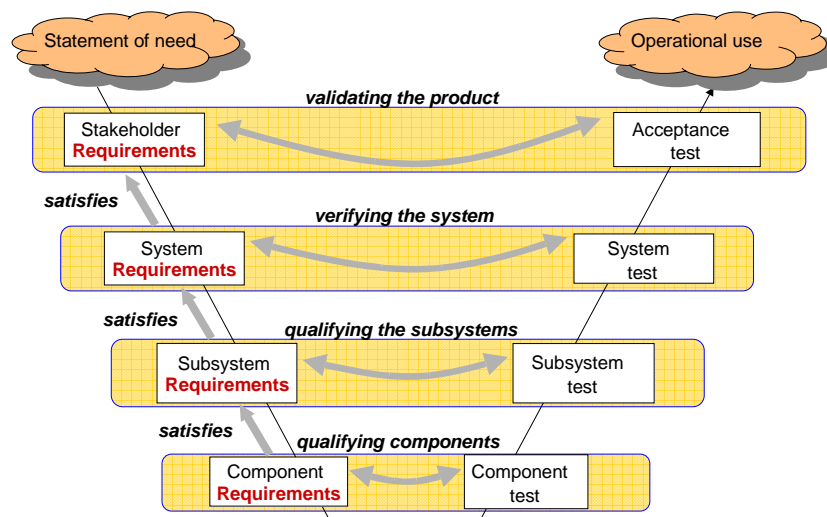 Statement of need
Operational use
validating the product
Stakeholder
Requirements
Acceptance
test
satisfies
verifying the system
System
Requirements
System
test
satisfies
qualifying the subsystems
Subsystem
Requirements
Subsystem
test
satisfies
qualifying components
Component
Requirements
Component
test